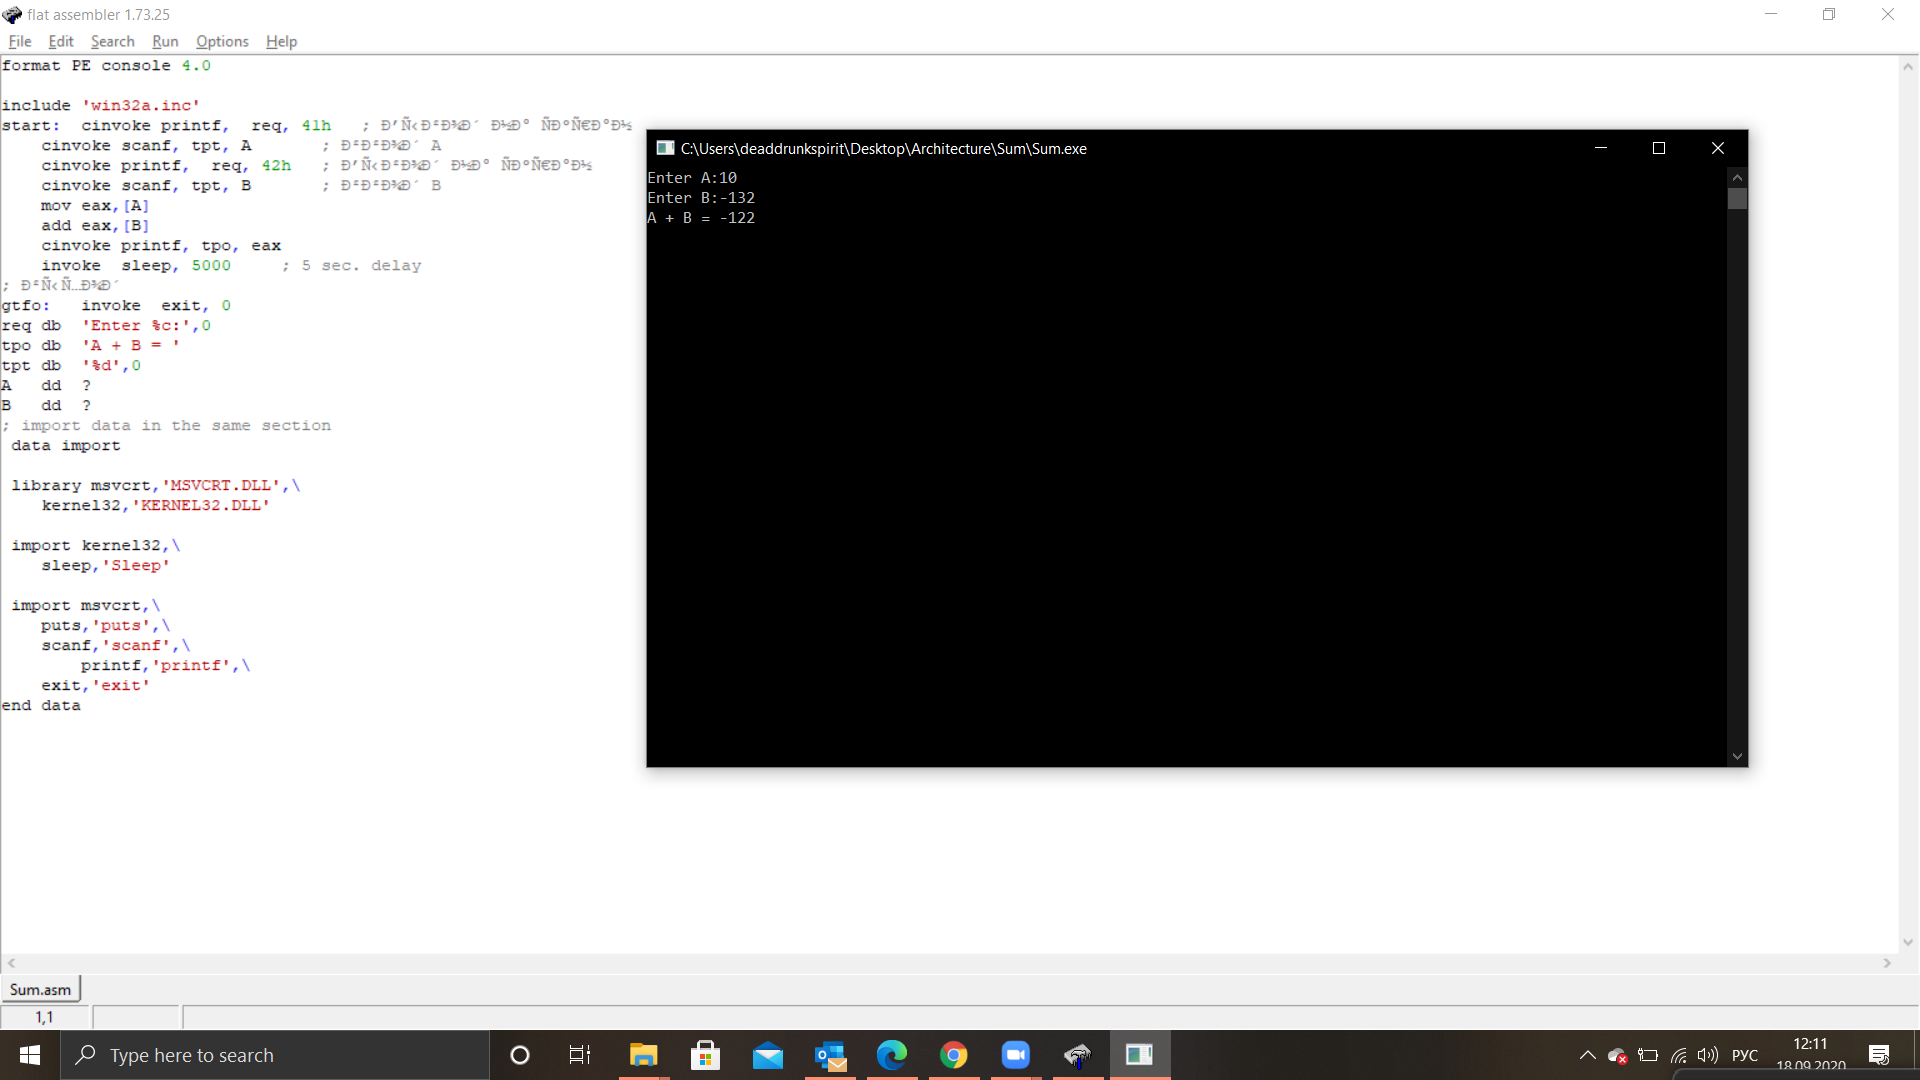 flat assembler 1.73.25
File Edit Search Run Options Help
format PE console 4.0
include 'win32a.inc'
start: cinvoke printf, req, 41h ; Ð’Ñ‹Ð²Ð¾Ð´ Ð½Ð° ÑÐºÑ€Ð°Ð½
cinvoke scanf, tpt, A ; Ð²Ð²Ð¾Ð´ A
cinvoke printf, req, 42h ; Ð’Ñ‹Ð²Ð¾Ð´ Ð½Ð° ÑÐºÑ€Ð°Ð½
cinvoke scanf, tpt, B ; Ð²Ð²Ð¾Ð´ B
mov eax,[A]
add eax,[B]
cinvoke printf, tpo, eax
invoke sleep, 5000 ; 5 sec. delay
; Ð²Ñ‹Ñ…Ð¾Ð´
gtfo: invoke exit, 0
req db 'Enter %c:',0
tpo db 'A + B = '
tpt db '%d',0
A dd ?
B dd ?
; import data in the same section
data import
library msvcrt,'MSVCRT.DLL',\
kernel32,'KERNEL32.DLL'
import kernel32,\
sleep,'Sleep'
import msvcrt,\
puts,'puts',\
scanf,'scanf',\
printf,'printf',\
exit,'exit'
end data
C:\Users\deaddrunkspirit\Desktop\Architecture\Sum\Sum.exe
Enter A:10
Enter B:-132
A + B = -122
Sum.asm
1,1
Type here to search
РУС
12:11
18.09.2020